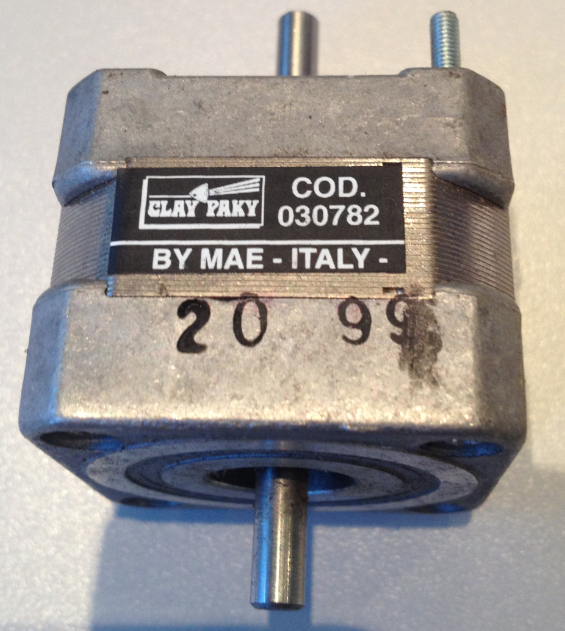 CLAY PAKY
COD.
030782
BY MAE - ITALY -
20 99